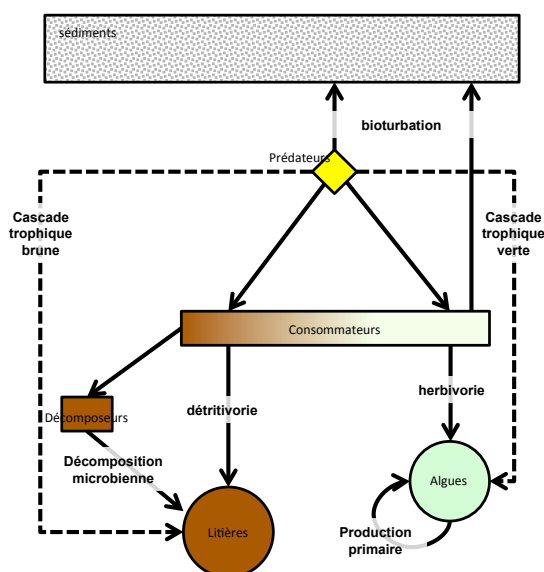 sédiments
bioturbation
Prédateurs
Cascade
trophique
brune
Cascade
trophique
verte
Consommateurs
détritivorie
herbivorie
Décomposeurs
Décomposition
microbienne
Algues
Litières
Production
primaire